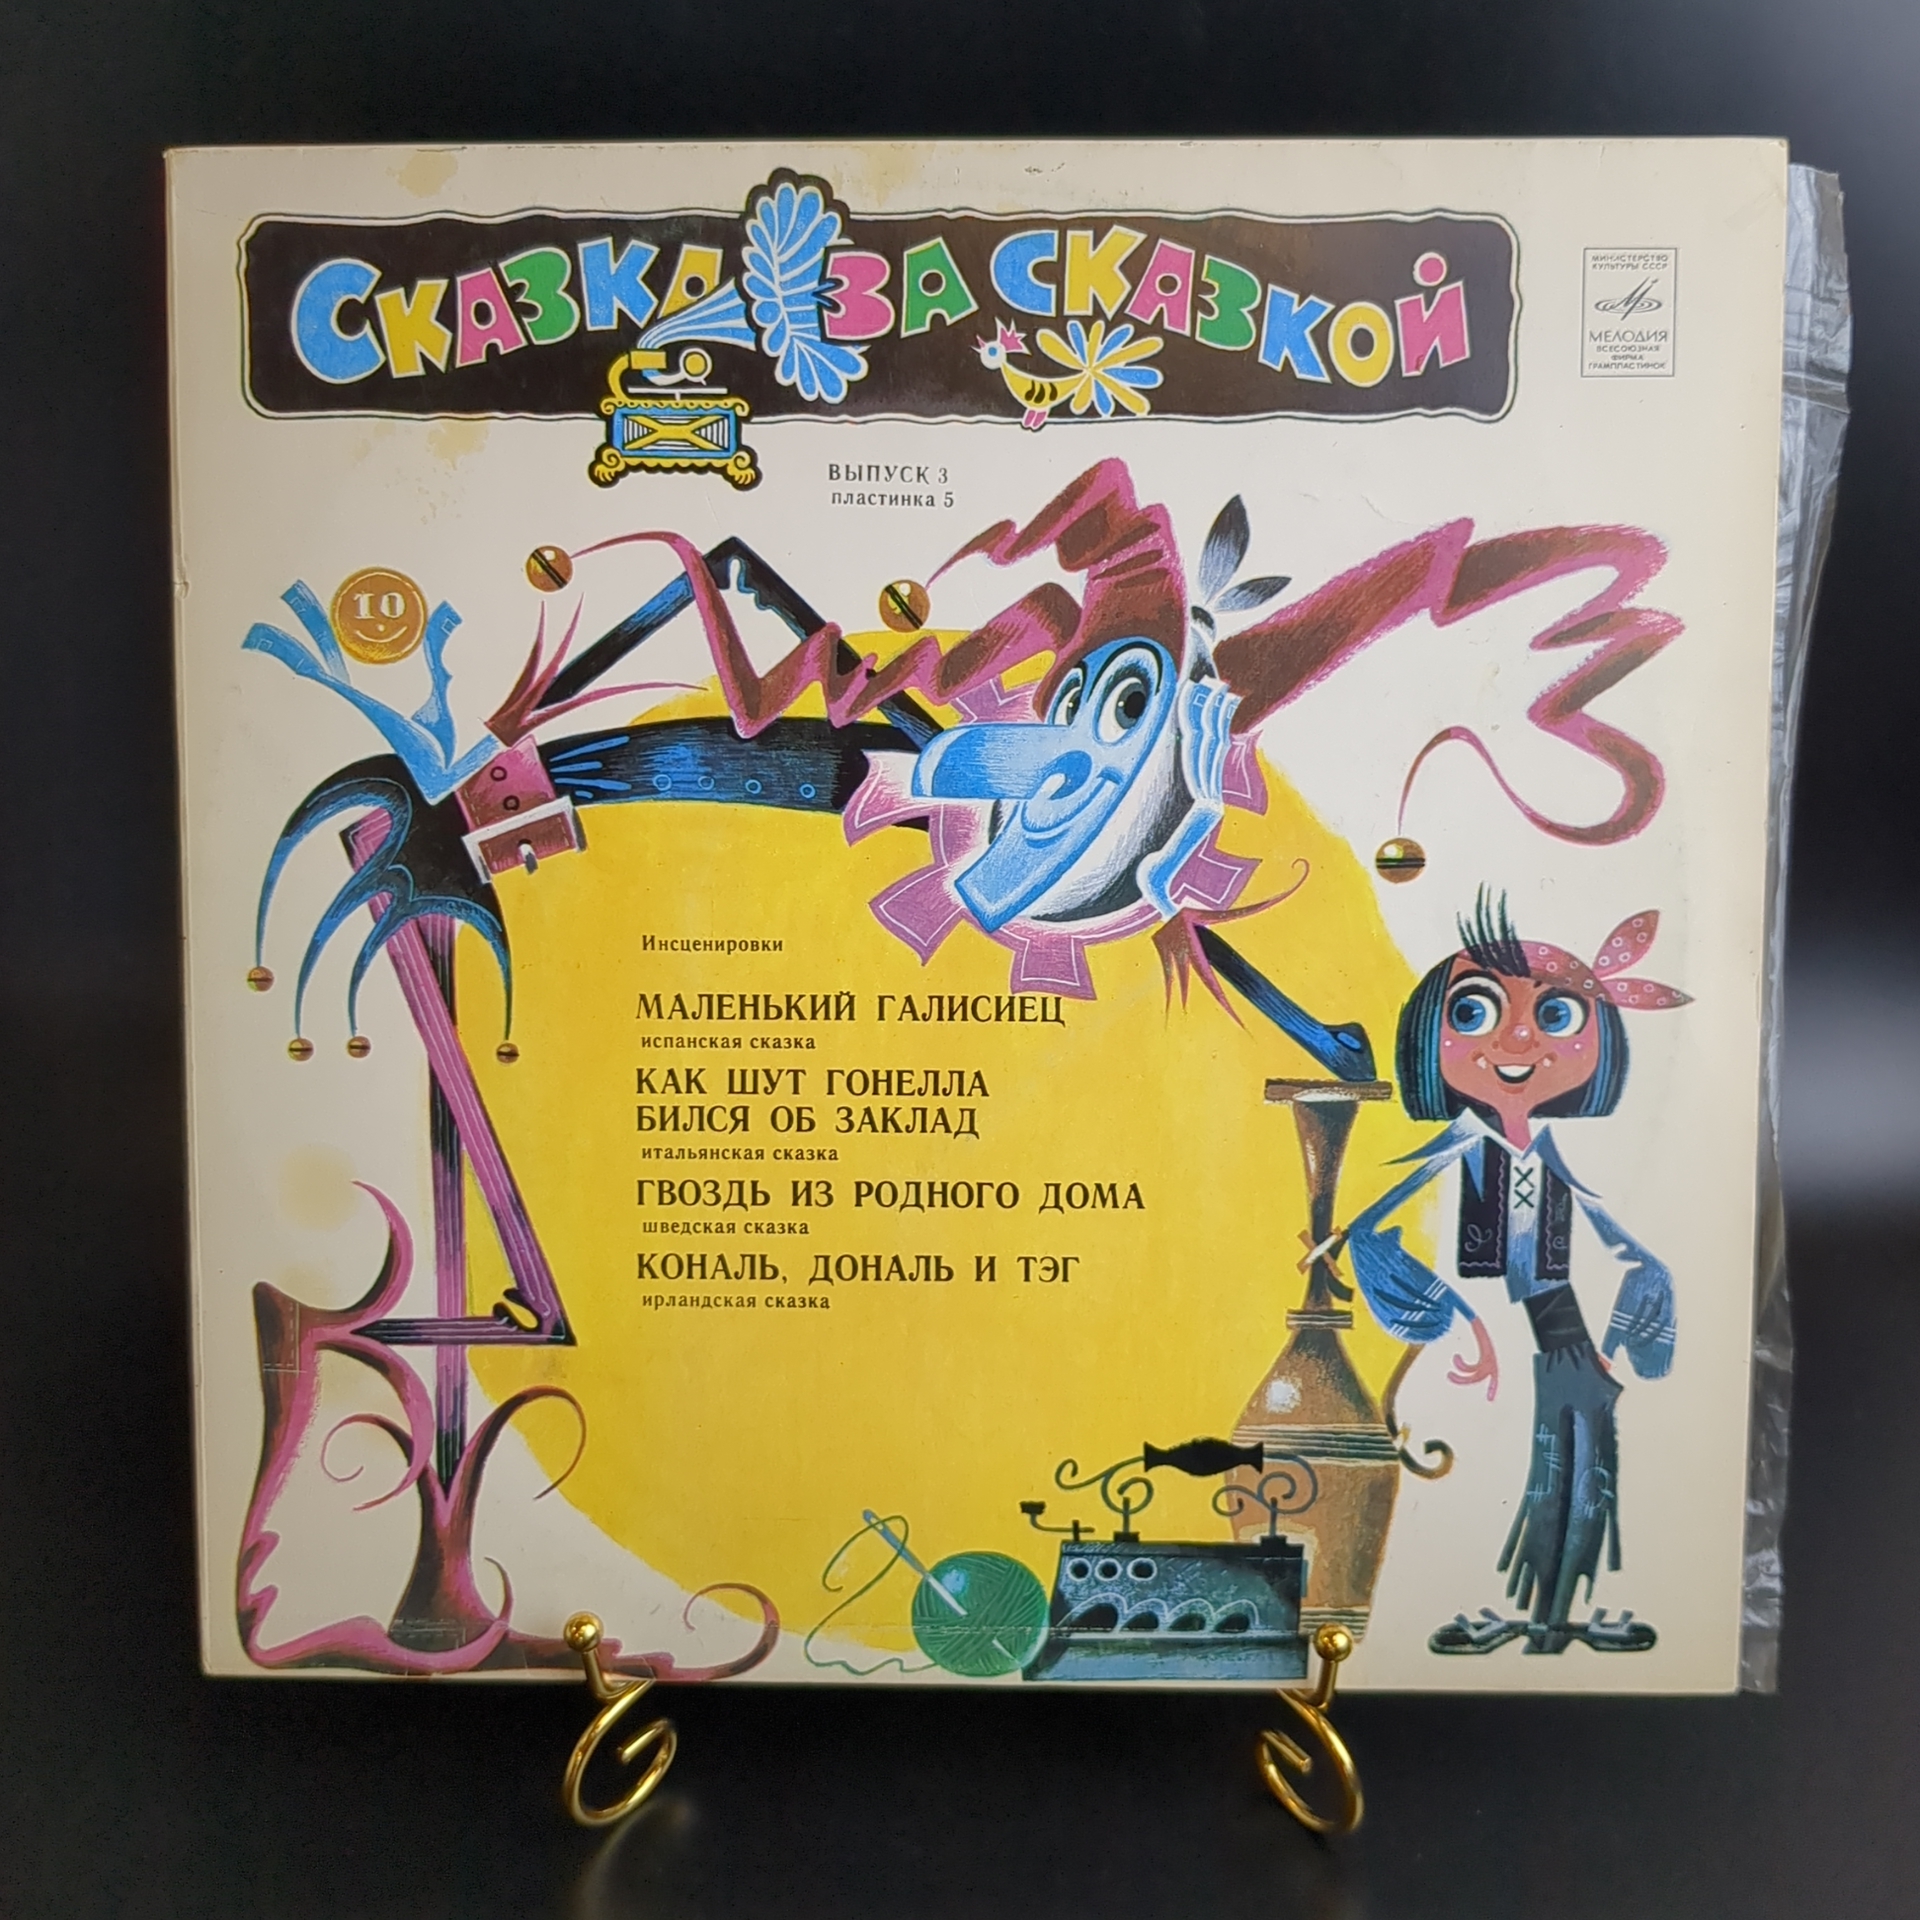 Сказка за сказкой
МИНИСТЕРСТВО
КУЛЬТУРЫ СССР
МЕЛОДИЯ
ВСЕСОЮЗНАЯ
ФИРМА
ГРАМПЛАСТИНОК
ВЫПУСК 3
пластинка 5
10
Инсценировки
МАЛЕНЬКИЙ ГАЛИСИЕЦ
испанская сказка
КАК ШУТ ГОНЕЛЛА
БИЛСЯ ОБ ЗАКЛАД
итальянская сказка
ГВОЗДЬ ИЗ РОДНОГО ДОМА
шведская сказка
КОНАЛЬ, ДОНАЛЬ И ТЭГ
ирландская сказка